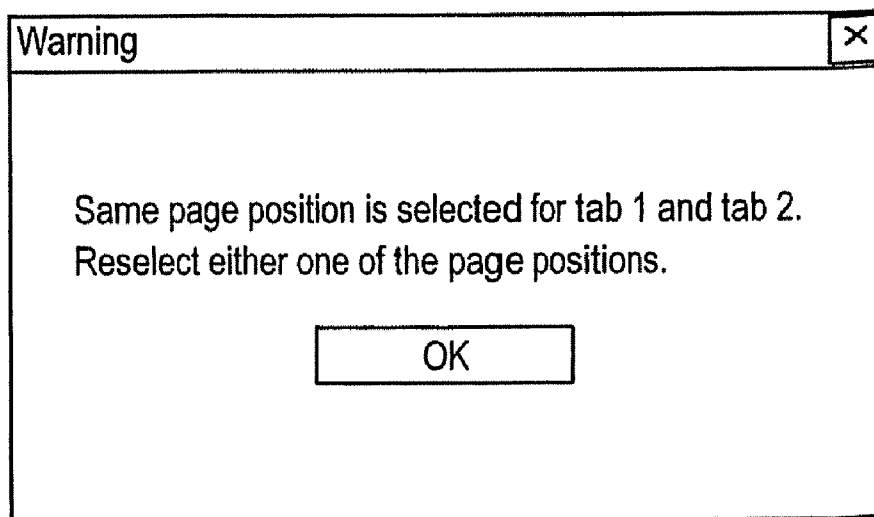 Warning
Same page position is selected for tab 1 and tab 2.
Reselect either one of the page positions.
OK